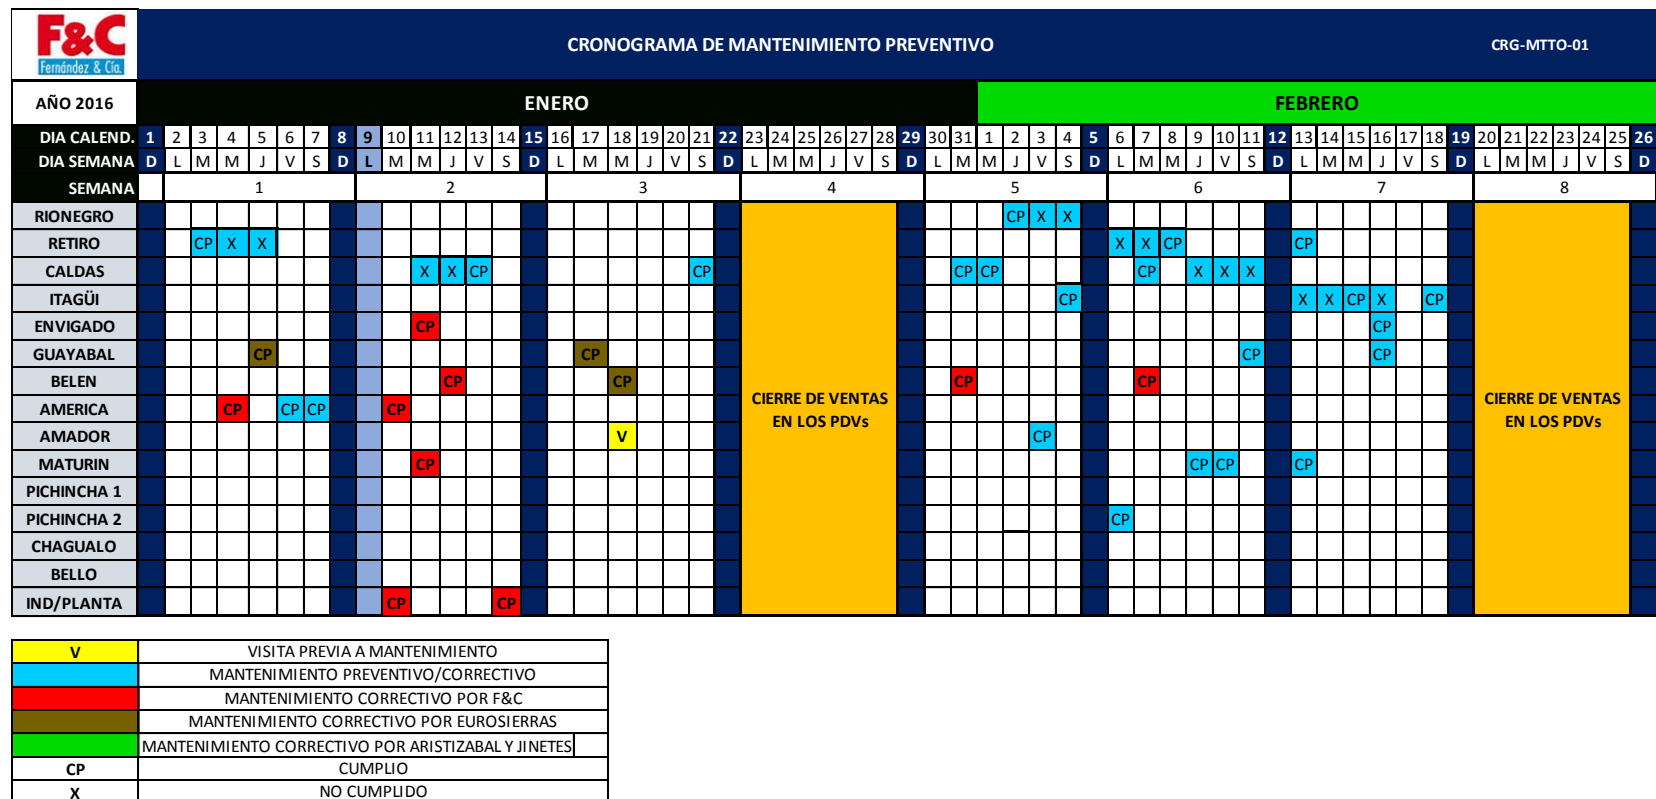 F&C
Fernández & Cía.
CRONOGRAMA DE MANTENIMIENTO PREVENTIVO
CRG-MTTO-01
AÑO 2016 ENERO FEBRERO
DIA CALEND. 1 2 3 4 5 6 7 8 9 10 11 12 13 14 15 16 17 18 19 20 21 22 23 24 25 26 27 28 29 30 31 1 2 3 4 5 6 7 8 9 10 11 12 13 14 15 16 17 18 19 20 21 22 23 24 25 26
DIA SEMANA D L M M J V S D L M M J V S D L M M J V S D L M M J V S D L M M J V S D L M M J V S D L M M J V S D L M M J V S D
SEMANA 1 2 3 4 5 6 7 8
RIONEGRO CP X X
RETIRO CP X X X X CP CP
CALDAS X X CP CP CP CP CP X X X
ITAGÜI CP X X CP X CP
ENVIGADO CP CP
GUAYABAL CP CP CP CP
BELEN CP CP CP CP
AMERICA CP CP CP CP
CIERRE DE VENTAS CIERRE DE VENTAS
EN LOS PDVs EN LOS PDVs
AMADOR V CP
MATURIN CP CP CP CP
PICHINCHA 1
PICHINCHA 2 CP
CHAGUALO
BELLO
IND/PLANTA CP CP
V VISITA PREVIA A MANTENIMIENTO
MANTENIMIENTO PREVENTIVO/CORRECTIVO
MANTENIMIENTO CORRECTIVO POR F&C
MANTENIMIENTO CORRECTIVO POR EUROSIERRAS
MANTENIMIENTO CORRECTIVO POR ARISTIZABAL Y JINETES
CP CUMPLIO
X NO CUMPLIDO